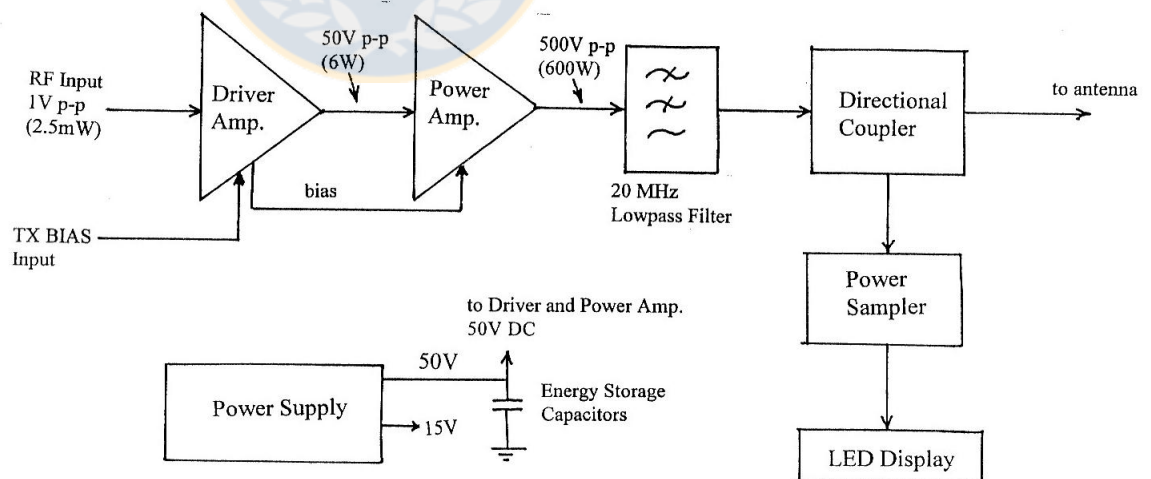 RF Input
1V p-p
(2.5mW)
Driver
Amp.
50V p-p
(6W)
Power
Amp.
500V p-p
(600W)
20 MHz
Lowpass Filter
Directional
Coupler
to antenna
bias
TX BIAS
Input
Power
Sampler
to Driver and Power Amp.
50V DC
50V
Power Supply
15V
Energy Storage
Capacitors
LED Display